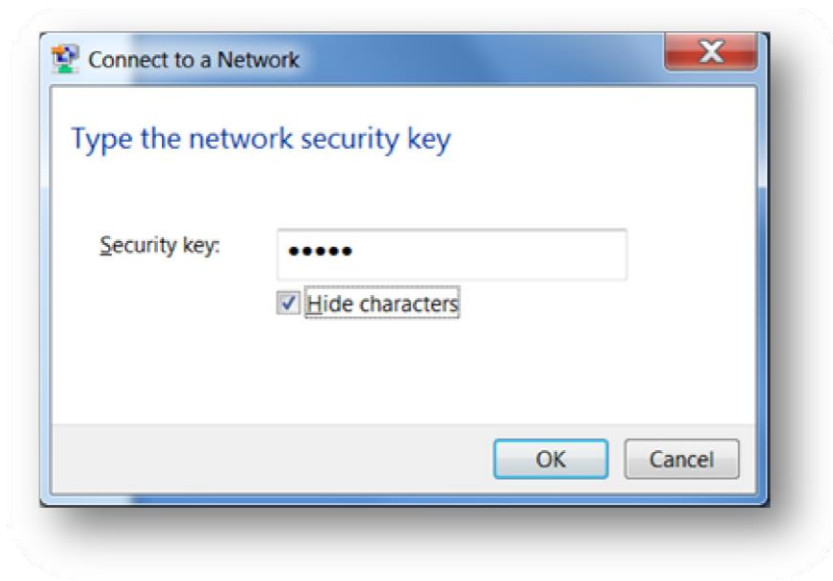 Connect to a Network
Type the network security key
Security key: •••••
Hide characters
OK Cancel